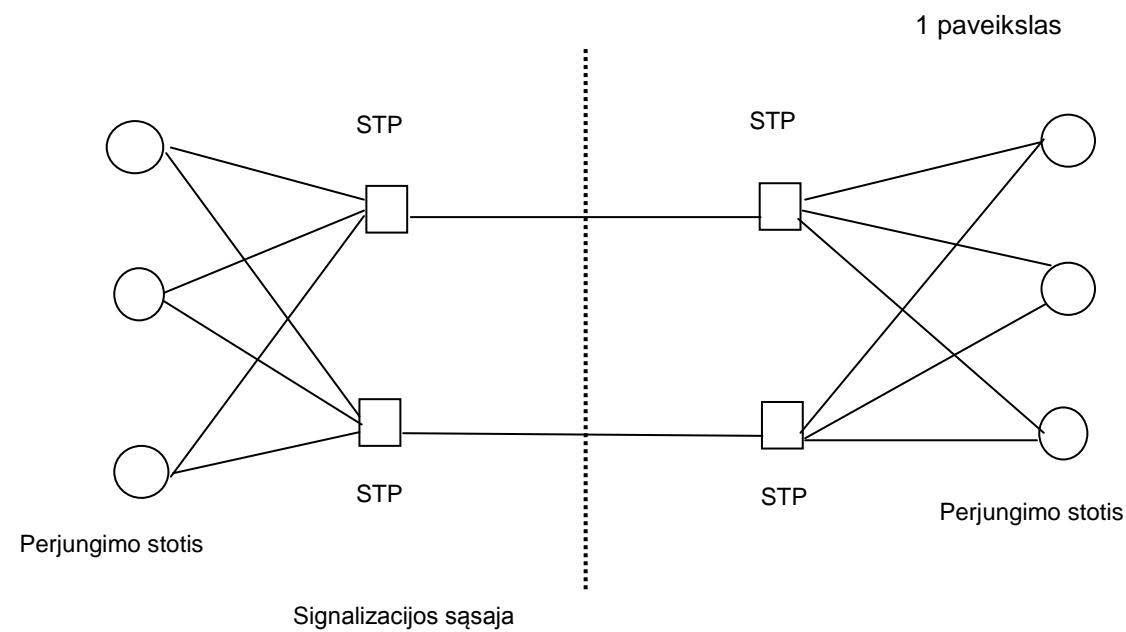 1 paveikslas
STP
STP
STP
STP
Perjungimo stotis
Perjungimo stotis
Signalizacijos sąsaja